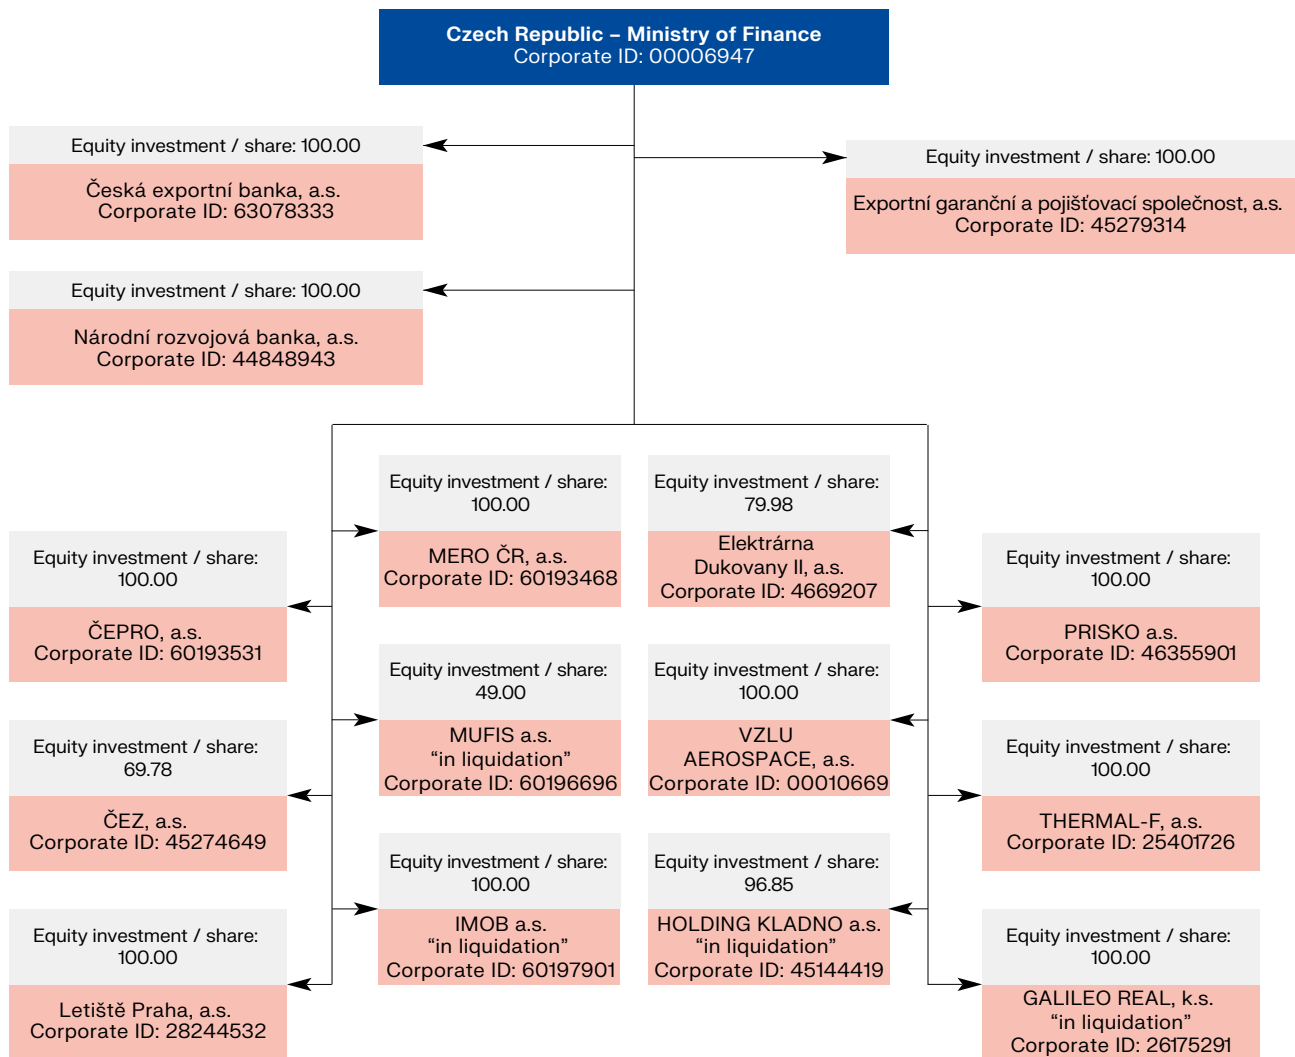 Czech Republic – Ministry of Finance
Corporate ID: 00006947
Equity investment / share: 100.00
Česká exportní banka, a.s.
Corporate ID: 63078333
Equity investment / share: 100.00
Exportní garanční a pojišťovací společnost, a.s.
Corporate ID: 45279314
Equity investment / share: 100.00
Národní rozvojová banka, a.s.
Corporate ID: 44848943
Equity investment / share:
100.00
ČEPRO, a.s.
Corporate ID: 60193531
Equity investment / share:
69.78
ČEZ, a.s.
Corporate ID: 45274649
Equity investment / share:
100.00
Letiště Praha, a.s.
Corporate ID: 28244532
Equity investment / share:
100.00
MERO ČR, a.s.
Corporate ID: 60193468
Equity investment / share:
49.00
MUFIS a.s.
“in liquidation”
Corporate ID: 60196696
Equity investment / share:
100.00
IMOB a.s.
“in liquidation”
Corporate ID: 60197901
Equity investment / share:
79.98
Elektrárna
Dukovany II, a.s.
Corporate ID: 4669207
Equity investment / share:
100.00
VZLU
AEROSPACE, a.s.
Corporate ID: 00010669
Equity investment / share:
96.85
HOLDING KLADNO a.s.
“in liquidation”
Corporate ID: 45144419
Equity investment / share:
100.00
PRISKO a.s.
Corporate ID: 46355901
Equity investment / share:
100.00
THERMAL-F, a.s.
Corporate ID: 25401726
Equity investment / share:
100.00
GALILEO REAL, k.s.
“in liquidation”
Corporate ID: 26175291